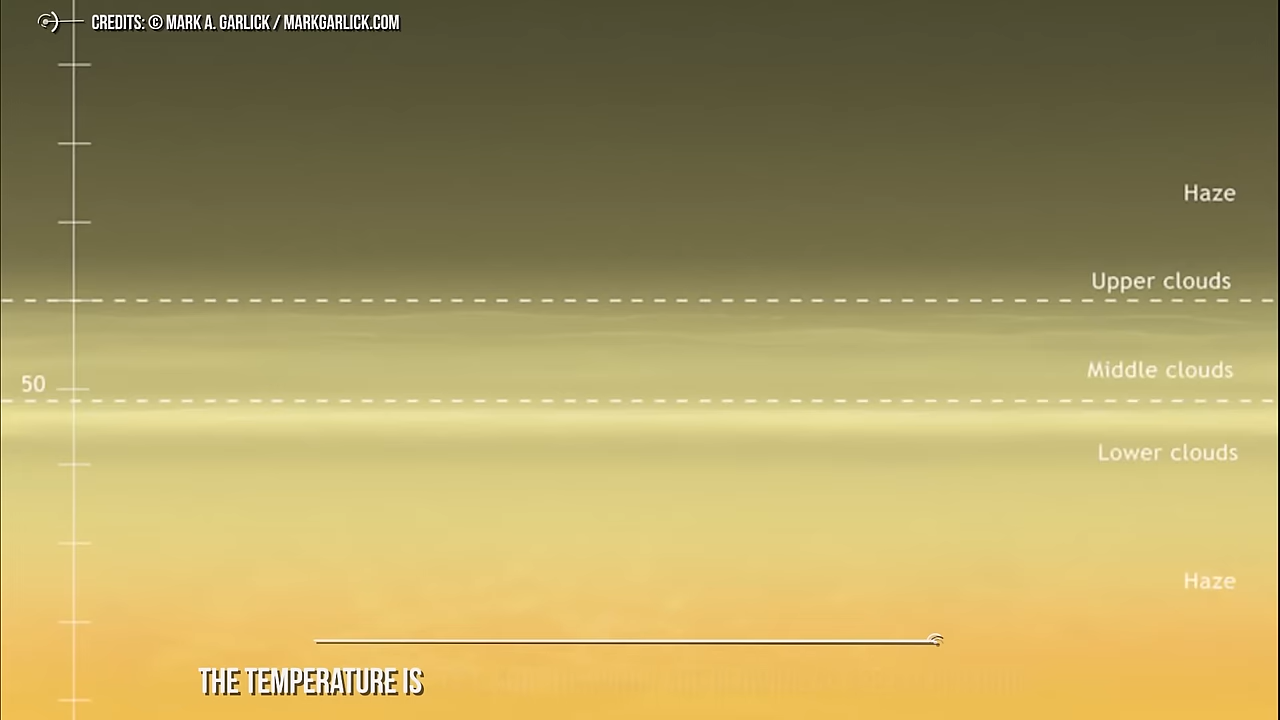 CREDITS: © MARK A. GARLICK / MARKGARLICK.COM
Haze
Upper clouds
Middle clouds
50
Lower clouds
Haze
THE TEMPERATURE IS